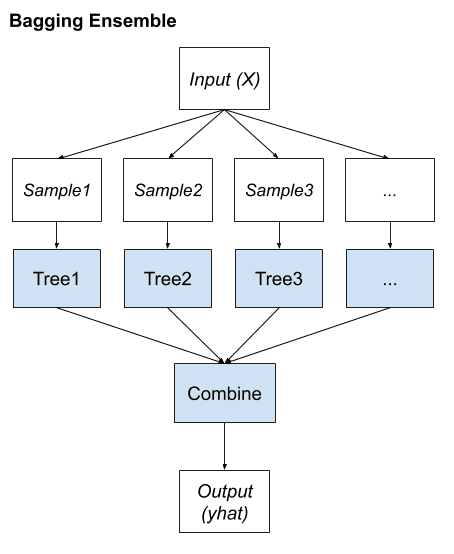 Bagging Ensemble
Input (X)
Sample1
Sample2
Sample3
...
Tree1
Tree2
Tree3
...
Combine
Output
(yhat)